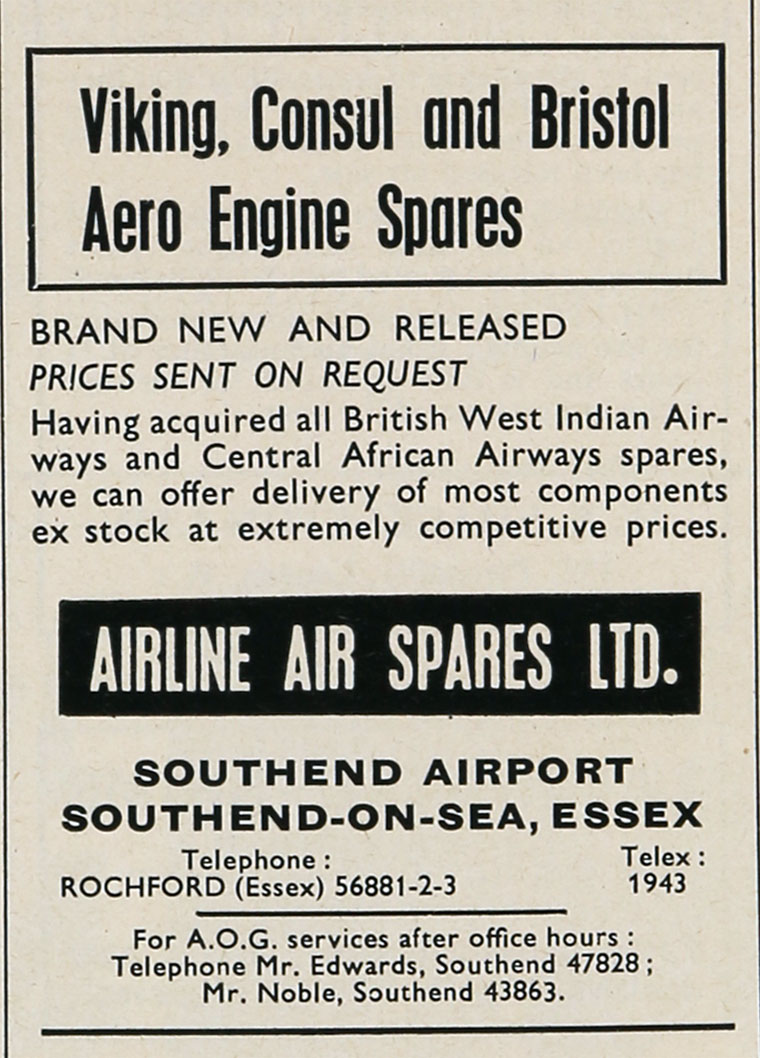 Viking, Consul and Bristol
Aero Engine Spares
BRAND NEW AND RELEASED
PRICES SENT ON REQUEST
Having acquired all British West Indian Air-
ways and Central African Airways spares,
we can offer delivery of most components
ex stock at extremely competitive prices.
AIRLINE AIR SPARES LTD.
SOUTHEND AIRPORT
SOUTHEND-ON-SEA, ESSEX
Telephone : Telex :
ROCHFORD (Essex) 56881-2-3 1943
For A.O.G. services after office hours :
Telephone Mr. Edwards, Southend 47828 ;
Mr. Noble, Southend 43863.